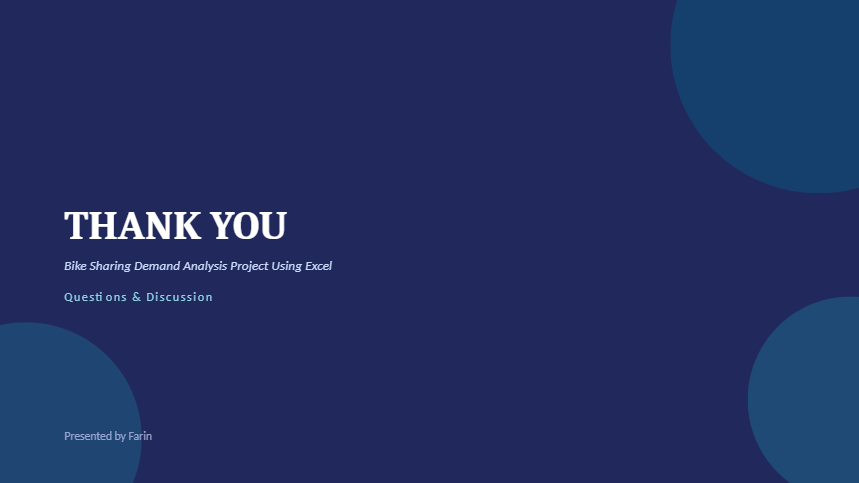 THANK YOU
Bike Sharing Demand Analysis Project Using Excel
Questions & Discussion
Presented by Farin